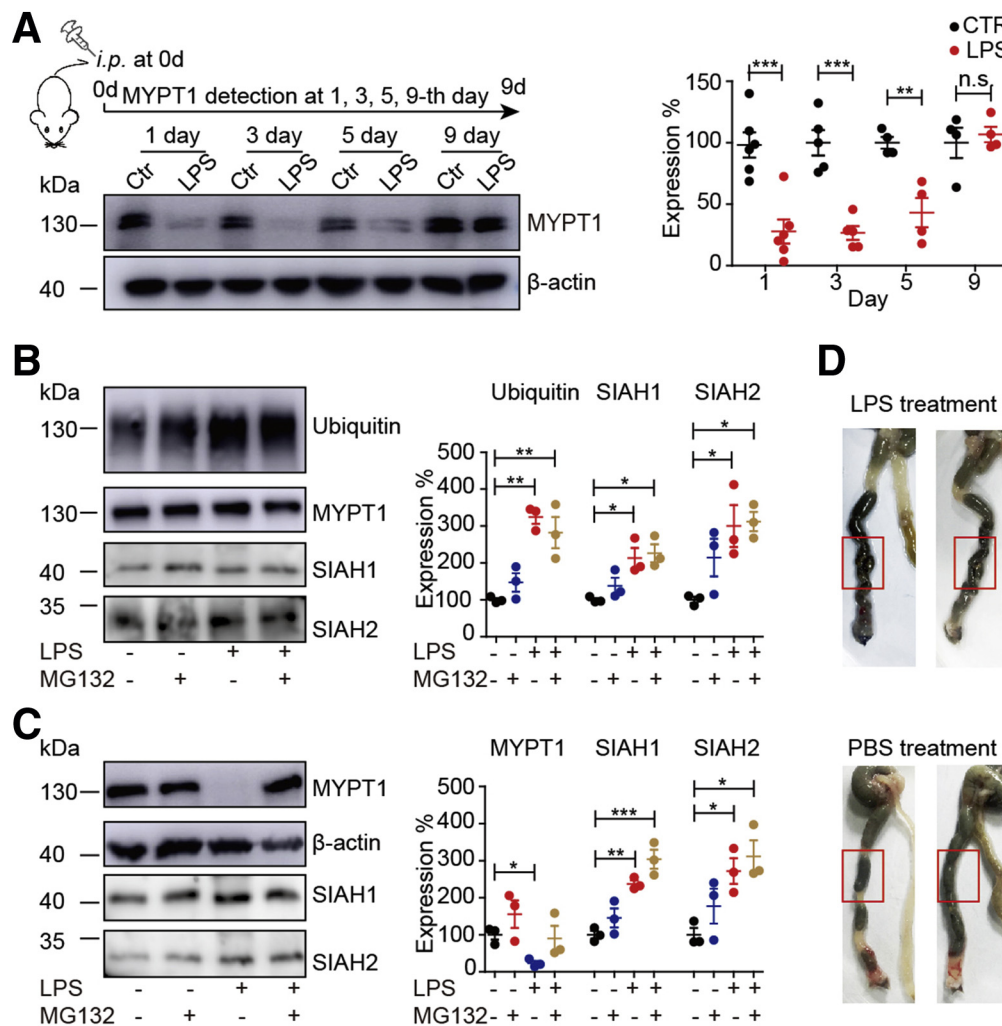 A
i.p. at 0d
0d MYPT1 detection at 1, 3, 5, 9-th day 9d
1 day 3 day 5 day 9 day
kDa Ctr LPS Ctr LPS Ctr LPS Ctr LPS
130 MYPT1
40 β-actin
CTR
LPS
*** *** ** n.s.
Expression %
150
100
50
0
1 3 5 9
Day
B
kDa
130 Ubiquitin
130 MYPT1
40 SIAH1
35 SIAH2
LPS - - + +
MG132 - + - +
Ubiquitin SIAH1 SIAH2
Expression %
500
400
300
200
100
** ** * * * *
LPS - - + + - - + + - - + +
MG132 - + - + - + - + - + - +
C
kDa
130 MYPT1
40 β-actin
40 SIAH1
35 SIAH2
LPS - - + +
MG132 - + - +
MYPT1 SIAH1 SIAH2
Expression %
500
400
300
200
100
0
* ** *** * *
LPS - - + + - - + + - - + +
MG132 - + - + - + - + - + - +
D
LPS treatment
PBS treatment